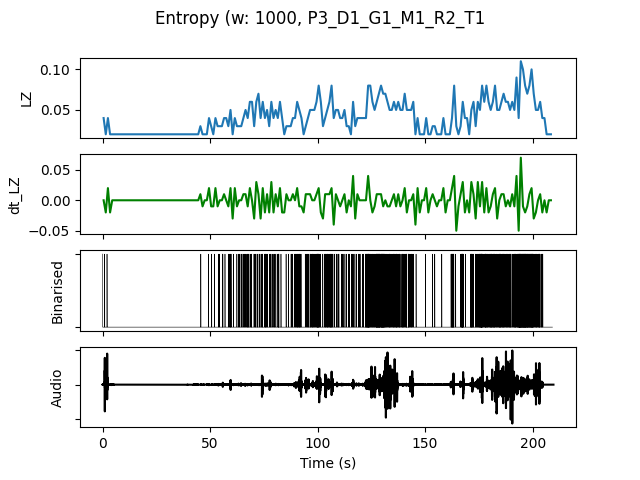 Entropy (w: 1000, P3_D1_G1_M1_R2_T1
0.10
0.05
LZ
0.05
0.00
−0.05
dt_LZ
Binarised
Audio
0 50 100 150 200
Time (s)